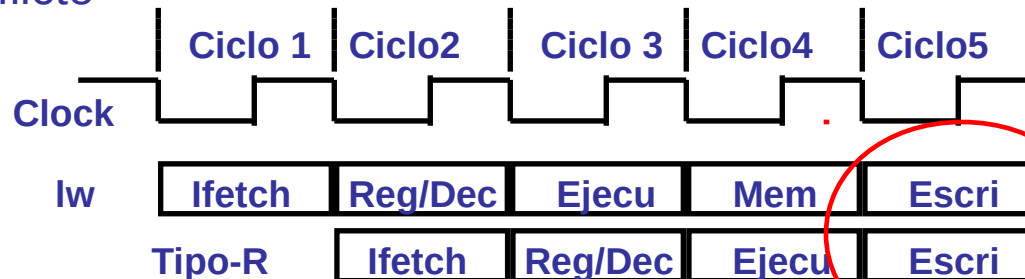 Ciclo 1 Ciclo2 Ciclo 3 Ciclo4 Ciclo5
Clock
lw Ifetch Reg/Dec Ejecu Mem Escri
Tipo-R Ifetch Reg/Dec Ejecu Escri